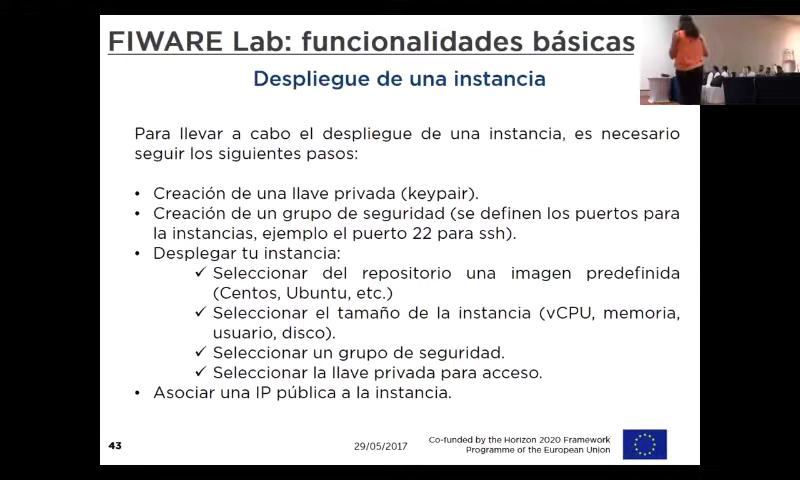 FIWARE Lab: funcionalidades básicas
Despliegue de una instancia
Para llevar a cabo el despliegue de una instancia, es necesario
seguir los siguientes pasos:
• Creación de una llave privada (keypair).
• Creación de un grupo de seguridad (se definen los puertos para
la instancias, ejemplo el puerto 22 para ssh).
• Desplegar tu instancia:
✓ Seleccionar del repositorio una imagen predefinida
(Centos, Ubuntu, etc.)
✓ Seleccionar el tamaño de la instancia (vCPU, memoria,
usuario, disco).
✓ Seleccionar un grupo de seguridad.
✓ Seleccionar la llave privada para acceso.
• Asociar una IP pública a la instancia.
43
29/05/2017
Co-funded by the Horizon 2020 Framework
Programme of the European Union